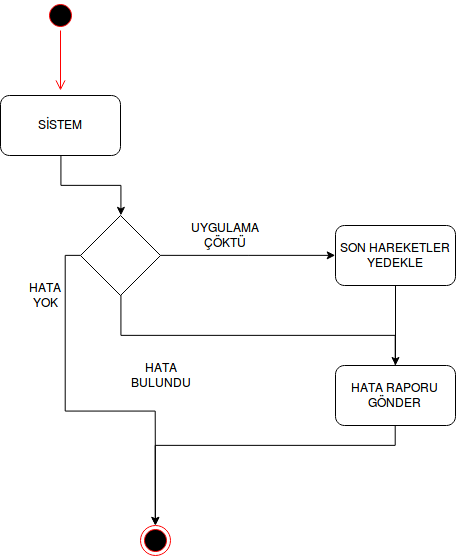 SİSTEM
UYGULAMA
ÇÖKTÜ
SON HAREKETLER
YEDEKLE
HATA
YOK
HATA
BULUNDU
HATA RAPORU
GÖNDER